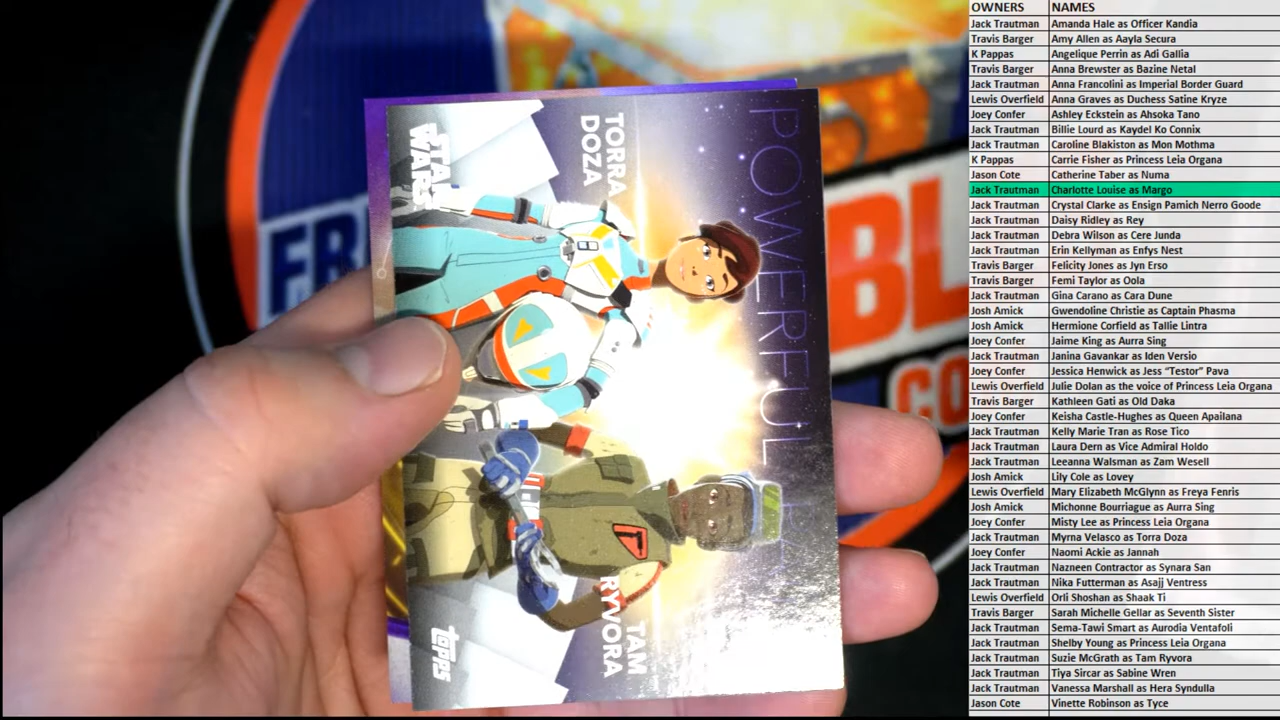 POWERFUL
TORRA
DOZA
STAR
WARS
TAM
RYVORA
topps
BL
CO
OWNERS NAMES
Jack Trautman Amanda Hale as Officer Kandia
Travis Barger Amy Allen as Aayla Secura
K Pappas Angelique Perrin as Adi Gallia
Travis Barger Anna Brewster as Bazine Netal
Jack Trautman Anna Francolini as Imperial Border Guard
Lewis Overfield Anna Graves as Duchess Satine Kryze
Joey Confer Ashley Eckstein as Ahsoka Tano
Jack Trautman Billie Lourd as Kaydel Ko Connix
Jack Trautman Caroline Blakiston as Mon Mothma
K Pappas Carrie Fisher as Princess Leia Organa
Jason Cote Catherine Taber as Numa
Jack Trautman Charlotte Louise as Margo
Jack Trautman Crystal Clarke as Ensign Pamich Nerro Goode
Jack Trautman Daisy Ridley as Rey
Jack Trautman Debra Wilson as Cere Junda
Jack Trautman Erin Kellyman as Enfys Nest
Travis Barger Felicity Jones as Jyn Erso
Travis Barger Femi Taylor as Oola
Jack Trautman Gina Carano as Cara Dune
Josh Amick Gwendoline Christie as Captain Phasma
Josh Amick Hermione Corfield as Tallie Lintra
Joey Confer Jaime King as Aurra Sing
Jack Trautman Janina Gavankar as Iden Versio
Joey Confer Jessica Henwick as Jess “Testor” Pava
Lewis Overfield Julie Dolan as the voice of Princess Leia Organa
Travis Barger Kathleen Gati as Old Daka
Joey Confer Keisha Castle-Hughes as Queen Apailana
Jack Trautman Kelly Marie Tran as Rose Tico
Jack Trautman Laura Dern as Vice Admiral Holdo
Jack Trautman Leeanna Walsman as Zam Wesell
Josh Amick Lily Cole as Lovey
Lewis Overfield Mary Elizabeth McGlynn as Freya Fenris
Josh Amick Michonne Bourriague as Aurra Sing
Joey Confer Misty Lee as Princess Leia Organa
Jack Trautman Myrna Velasco as Torra Doza
Joey Confer Naomi Ackie as Jannah
Jack Trautman Nazneen Contractor as Synara San
Jack Trautman Nika Futterman as Asajj Ventress
Lewis Overfield Orli Shoshan as Shaak Ti
Travis Barger Sarah Michelle Gellar as Seventh Sister
Jack Trautman Sema-Tawi Smart as Aurodia Ventafoli
Jack Trautman Shelby Young as Princess Leia Organa
Jack Trautman Suzie McGrath as Tam Ryvora
Jack Trautman Tiya Sircar as Sabine Wren
Jack Trautman Vanessa Marshall as Hera Syndulla
Jason Cote Vinette Robinson as Tyce